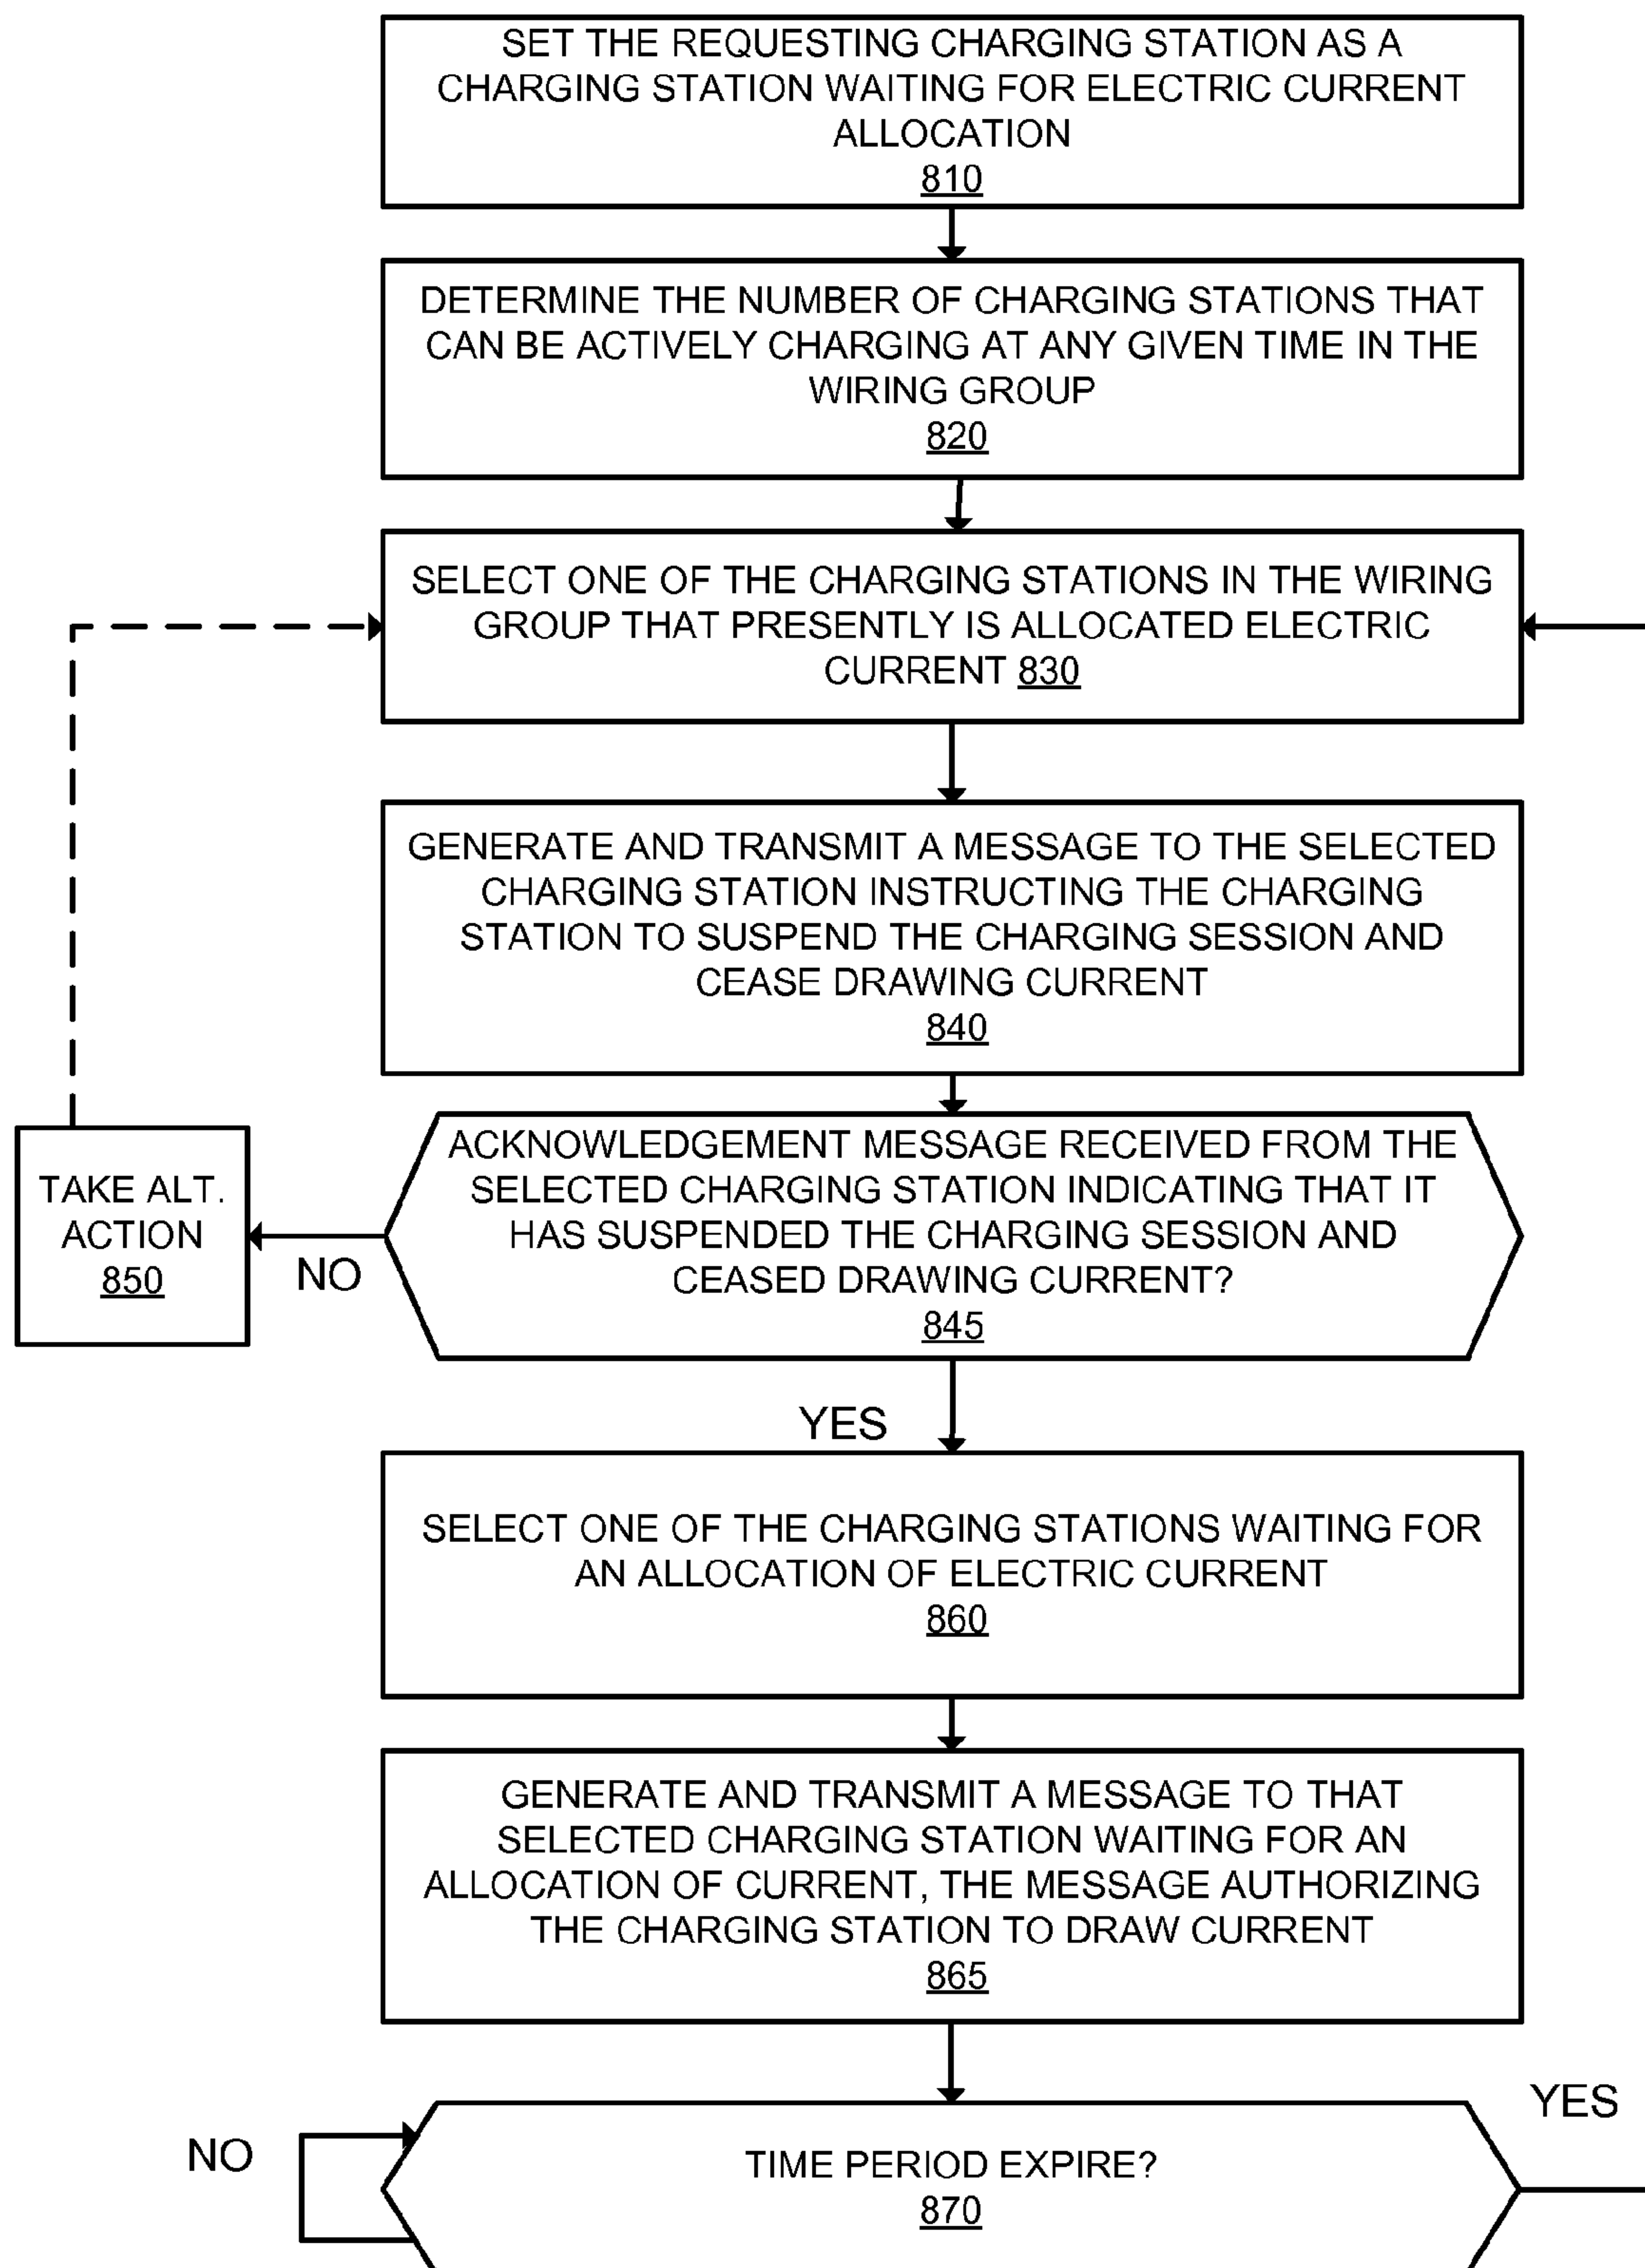 SET THE REQUESTING CHARGING STATION AS A
CHARGING STATION WAITING FOR ELECTRIC CURRENT
ALLOCATION
810
DETERMINE THE NUMBER OF CHARGING STATIONS THAT
CAN BE ACTIVELY CHARGING AT ANY GIVEN TIME IN THE
WIRING GROUP
820
SELECT ONE OF THE CHARGING STATIONS IN THE WIRING
GROUP THAT PRESENTLY IS ALLOCATED ELECTRIC
CURRENT 830
GENERATE AND TRANSMIT A MESSAGE TO THE SELECTED
CHARGING STATION INSTRUCTING THE CHARGING
STATION TO SUSPEND THE CHARGING SESSION AND
CEASE DRAWING CURRENT
840
ACKNOWLEDGEMENT MESSAGE RECEIVED FROM THE
SELECTED CHARGING STATION INDICATING THAT IT
HAS SUSPENDED THE CHARGING SESSION AND
CEASED DRAWING CURRENT?
845
NO
TAKE ALT.
ACTION
850
YES
SELECT ONE OF THE CHARGING STATIONS WAITING FOR
AN ALLOCATION OF ELECTRIC CURRENT
860
GENERATE AND TRANSMIT A MESSAGE TO THAT
SELECTED CHARGING STATION WAITING FOR AN
ALLOCATION OF CURRENT, THE MESSAGE AUTHORIZING
THE CHARGING STATION TO DRAW CURRENT
865
YES
NO
TIME PERIOD EXPIRE?
870